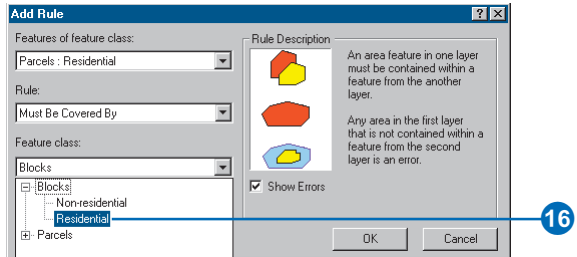 Add Rule
Features of feature class:
Parcels : Residential
Rule:
Must Be Covered By
Feature class:
Blocks
Blocks
Non-residential
Residential
Parcels
Rule Description
An area feature in one layer
must be contained within a
feature from the another
layer.
Any area in the first layer
that is not contained within a
feature from the second
layer is an error.
Show Errors
OK
Cancel
16